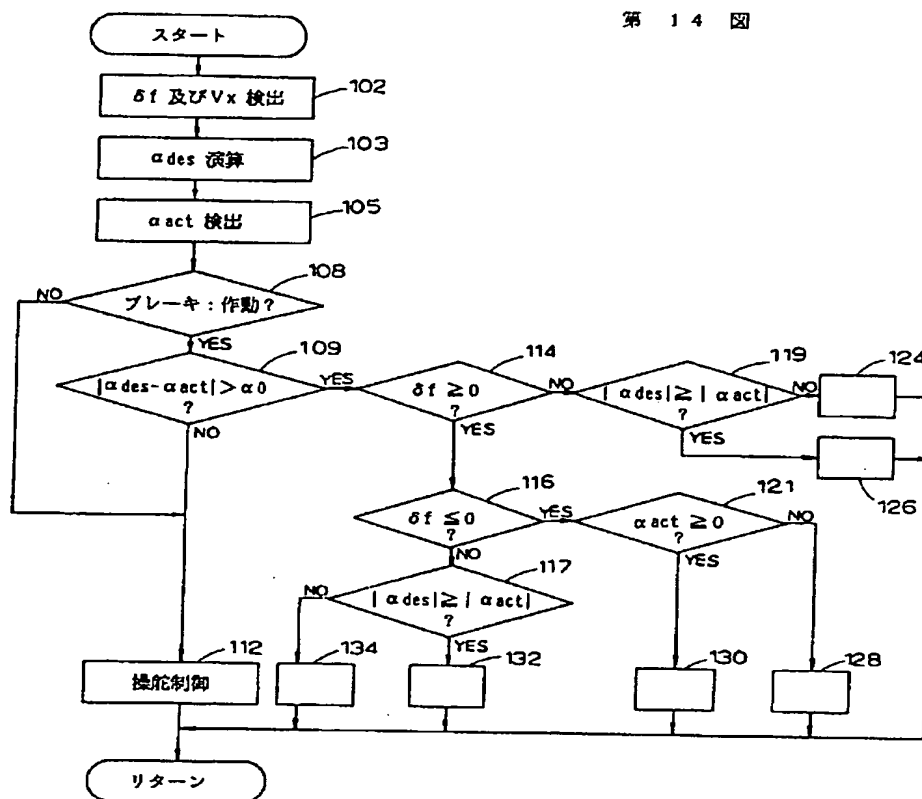 第 14 図
スタート
δf 及びVx 検出
102
αdes 演算
103
αact 検出
105
ブレーキ：作動？
108
NO
YES
|αdes-αact|>α0
?
109
YES
NO
δf ≧0
?
114
NO
YES
|αdes|≧|αact|
?
119
NO
YES
124
126
δf ≦0
?
116
YES
NO
αact ≧0
?
121
NO
YES
|αdes|≧|αact|
?
117
NO
YES
操舵制御
112
134
132
130
128
リターン